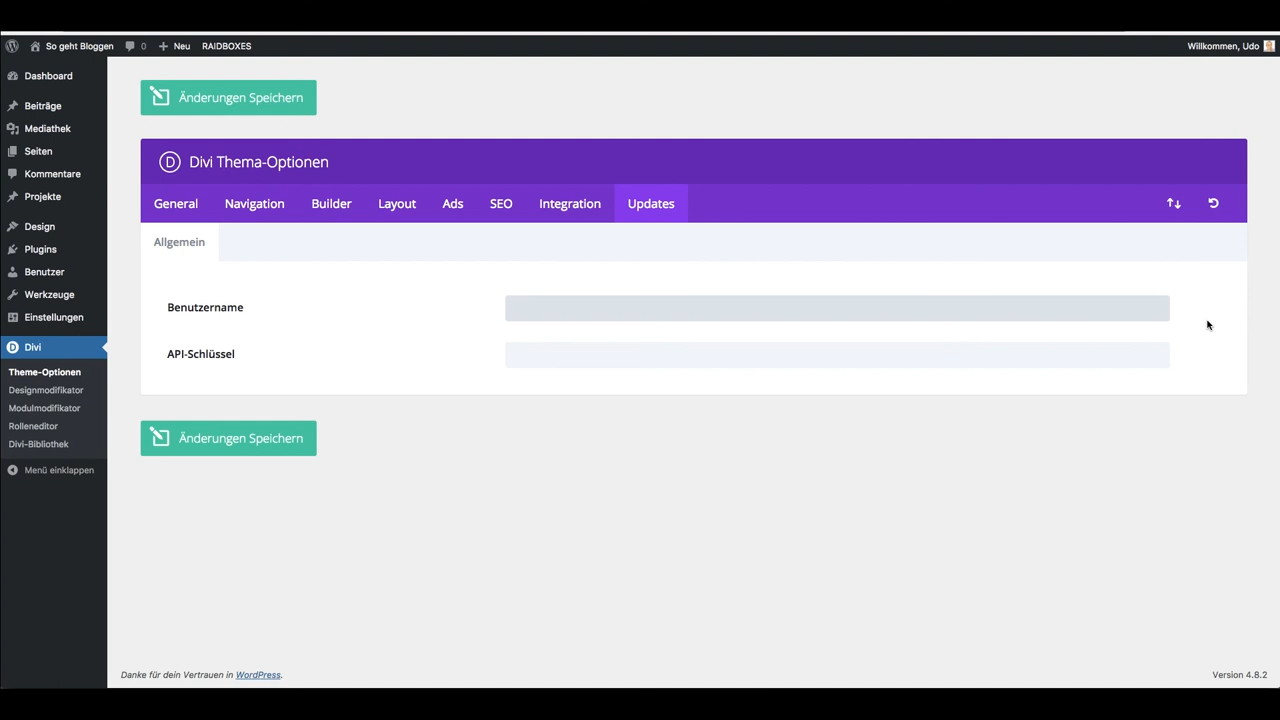 So geht Bloggen 0 Neu RAIDBOXES Willkommen, Udo
Dashboard
Beiträge
Mediathek
Seiten
Kommentare
Projekte
Design
Plugins
Benutzer
Werkzeuge
Einstellungen
Divi
Theme-Optionen
Designmodifikator
Modulmodifikator
Rolleneditor
Divi-Bibliothek
Menü einklappen
Änderungen Speichern
D Divi Thema-Optionen
General Navigation Builder Layout Ads SEO Integration Updates
Allgemein
Benutzername
API-Schlüssel
Änderungen Speichern
Danke für dein Vertrauen in WordPress. Version 4.8.2